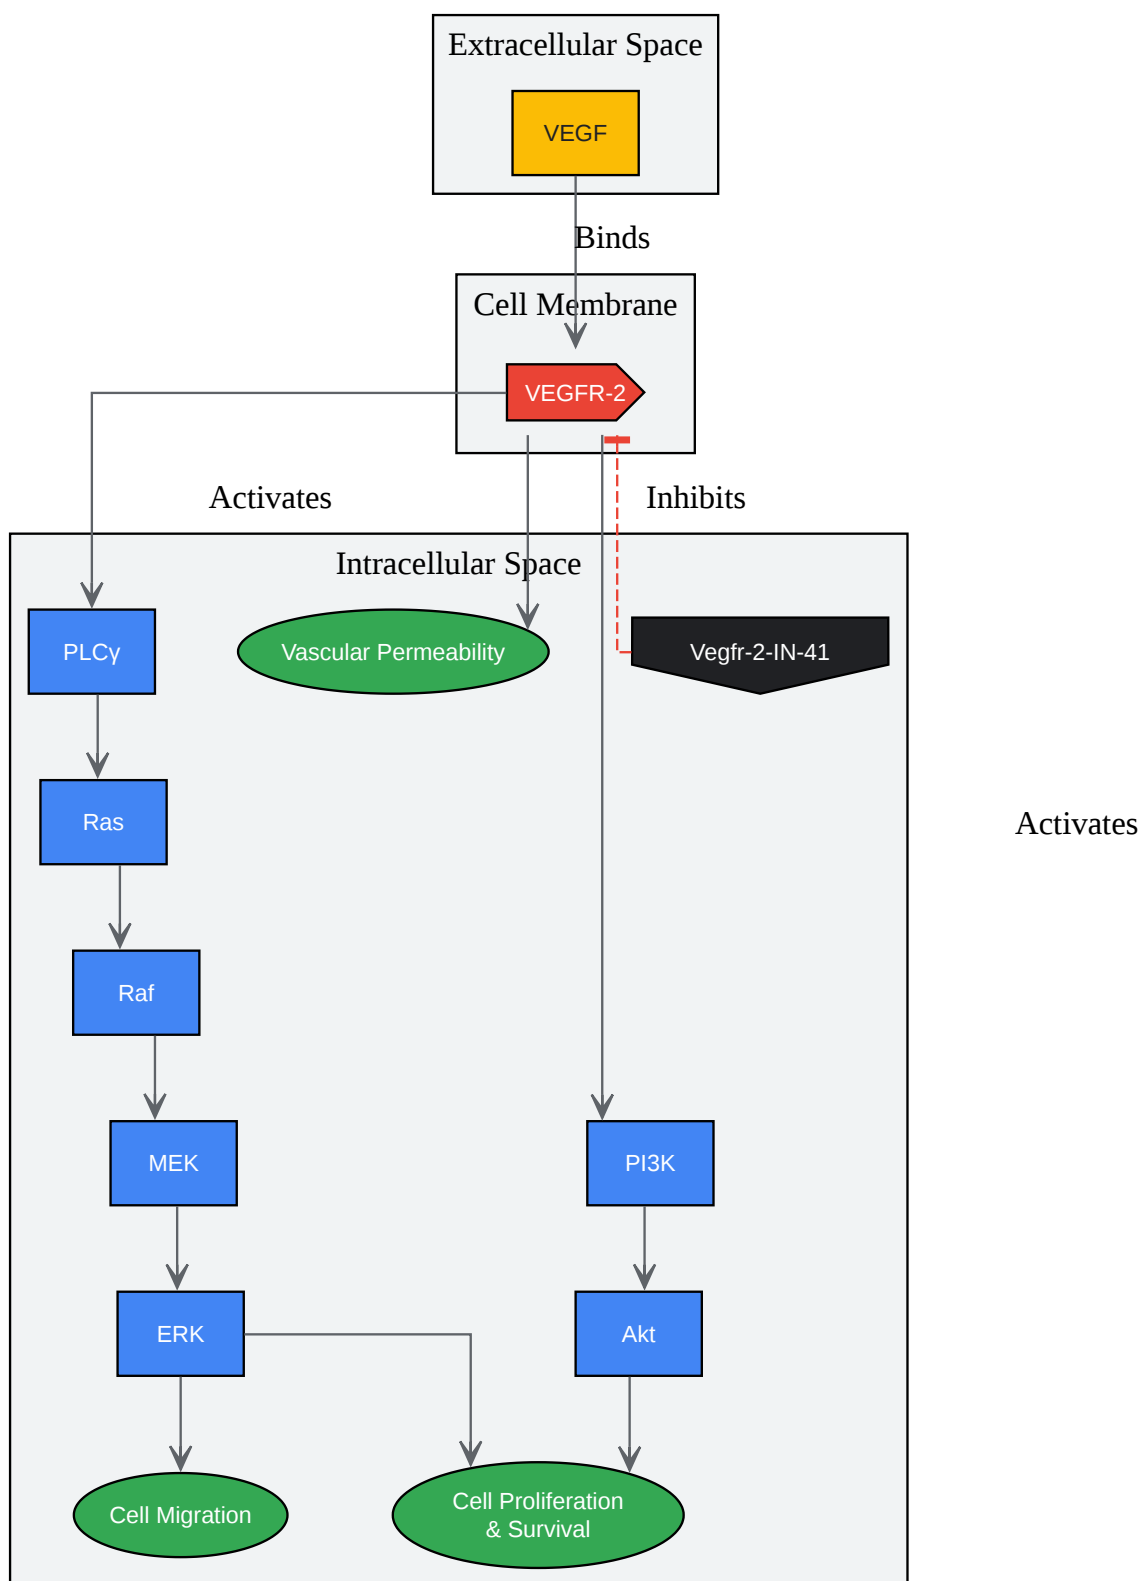 Extracellular Space
VEGF
Binds
Cell Membrane
VEGFR-2
Activates
Inhibits
Intracellular Space
PLCγ
Vascular Permeability
Vegfr-2-IN-41
Ras
Activates
Raf
MEK
PI3K
ERK
Akt
Cell Migration
Cell Proliferation
& Survival